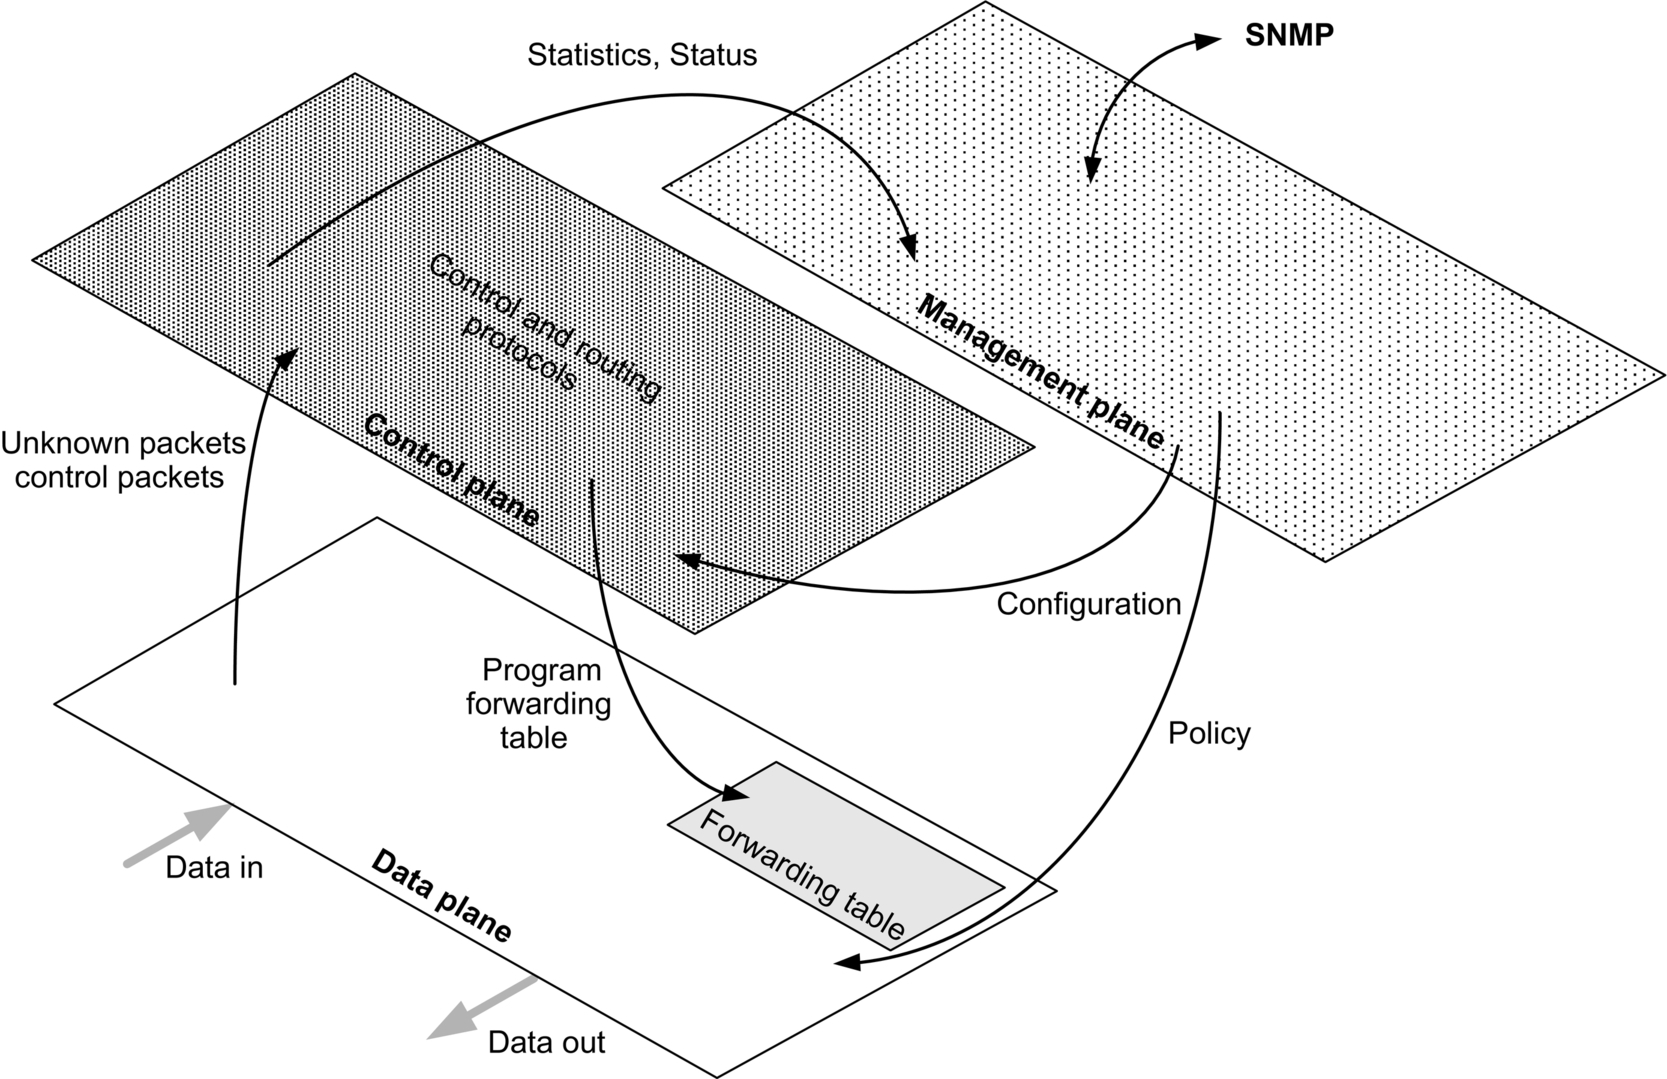 SNMP
Statistics, Status
Control and routing
protocols
Management plane
Control plane
Unknown packets
control packets
Configuration
Program
forwarding
table
Policy
Forwarding table
Data in
Data plane
Data out